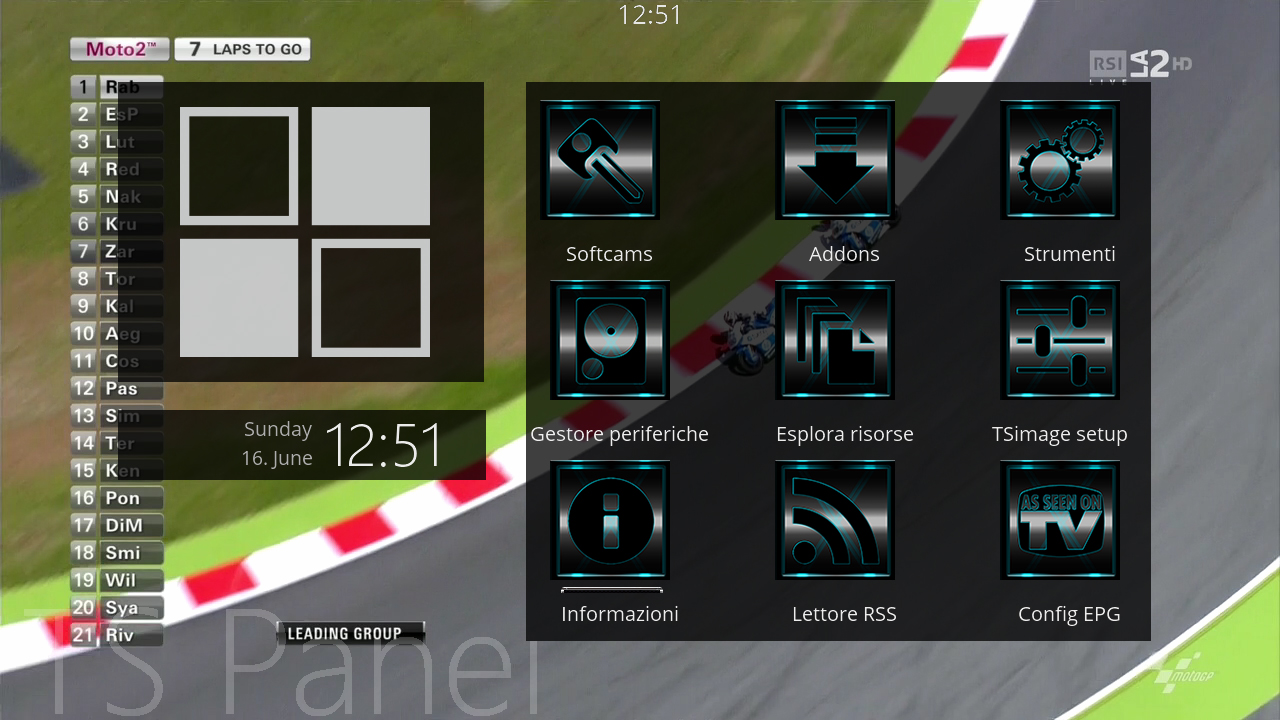 12:51
Moto2™ 7 LAPS TO GO
RSI LA 2 HD
LIVE
1 Rab
2 EsP
3 Lut
4 Red
5 Nak
6 Kru
7 Zar
8 Tor
9 Kal
10 Aeg
11 Cos
12 Pas
13 Sim
14 Ter
15 Ken
16 Pon
17 DiM
18 Smi
19 Wil
20 Sya
21 Riv
Sunday
16. June
12:51
Softcams Addons Strumenti
Gestore periferiche Esplora risorse TSimage setup
AS SEEN ON
TV
Informazioni Lettore RSS Config EPG
LEADING GROUP
TS Panel
motoGP